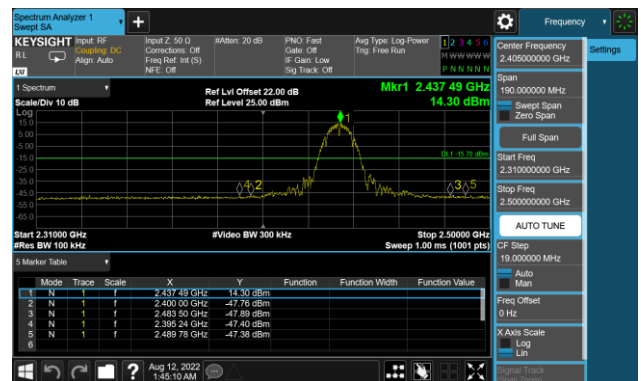 Spectrum Analyzer 1
Swept SA
Frequency
KEYSIGHT
Input: RF
Input Z: 50 Ω
#Atten: 20 dB
PNO: Fast
Avg Type: Log-Power
1 2 3 4 5 6
RL
Coupling: DC
Corrections: Off
Gate: Off
Trig: Free Run
M W W W W W
Align: Auto
Freq Ref: Int (S)
IF Gain: Low
P N N N N N
LXI
NFE: Off
Sig Track: Off
Center Frequency
2.405000000 GHz
Settings
Span
190.000000 MHz
Swept Span
Zero Span
Full Span
Start Freq
2.310000000 GHz
Stop Freq
2.500000000 GHz
AUTO TUNE
CF Step
19.000000 MHz
Auto
Man
Freq Offset
0 Hz
X Axis Scale
Log
Lin
Signal Track
1 Spectrum
Ref Lvl Offset 22.00 dB
Mkr1 2.437 49 GHz
Scale/Div 10 dB
Ref Level 25.00 dBm
14.30 dBm
Log
15.0
5.00
-5.00
-15.0
-25.0
-35.0
-45.0
-55.0
-65.0
1
DL1 -15.70 dBm
4 2
3 5
Start 2.31000 GHz
#Video BW 300 kHz
Stop 2.50000 GHz
#Res BW 100 kHz
Sweep 1.00 ms (1001 pts)
5 Marker Table
Mode Trace Scale X Y Function Function Width Function Value
1 N 1 f 2.437 49 GHz 14.30 dBm
2 N 1 f 2.400 00 GHz -47.76 dBm
3 N 1 f 2.483 50 GHz -47.89 dBm
4 N 1 f 2.395 24 GHz -47.40 dBm
5 N 1 f 2.489 78 GHz -47.38 dBm
6
?
Aug 12, 2022
1:45:10 AM